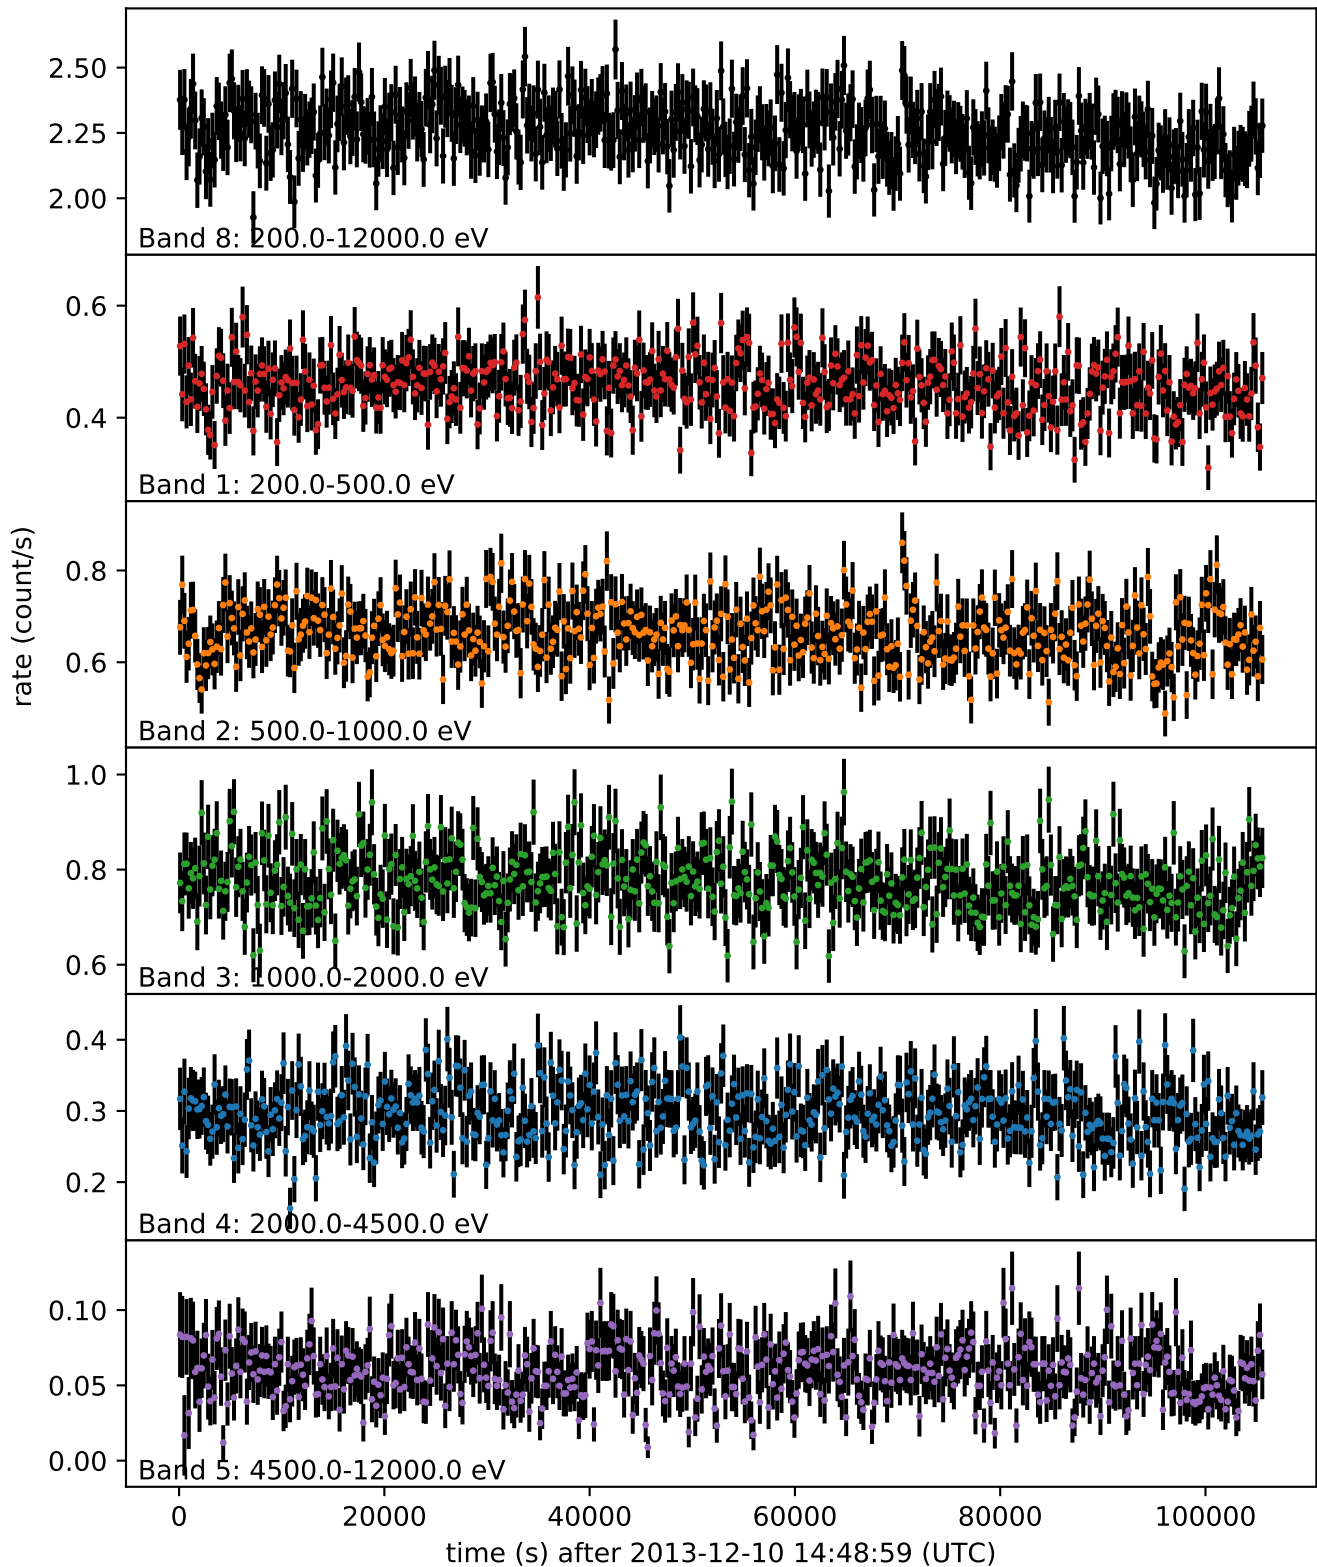 2.50
2.25
2.00
Band 8: 200.0-12000.0 eV
0.6
0.4
Band 1: 200.0-500.0 eV
rate (count/s)
0.8
0.6
Band 2: 500.0-1000.0 eV
1.0
0.8
0.6
Band 3: 1000.0-2000.0 eV
0.4
0.3
0.2
Band 4: 2000.0-4500.0 eV
0.10
0.05
0.00
Band 5: 4500.0-12000.0 eV
0 20000 40000 60000 80000 100000
time (s) after 2013-12-10 14:48:59 (UTC)